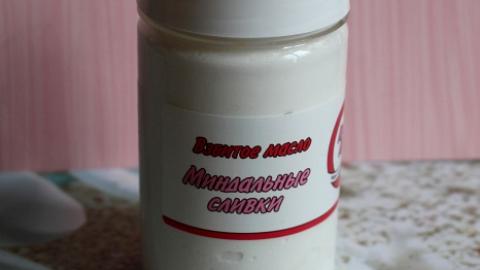 Взбитое масло
Миндальные
сливки